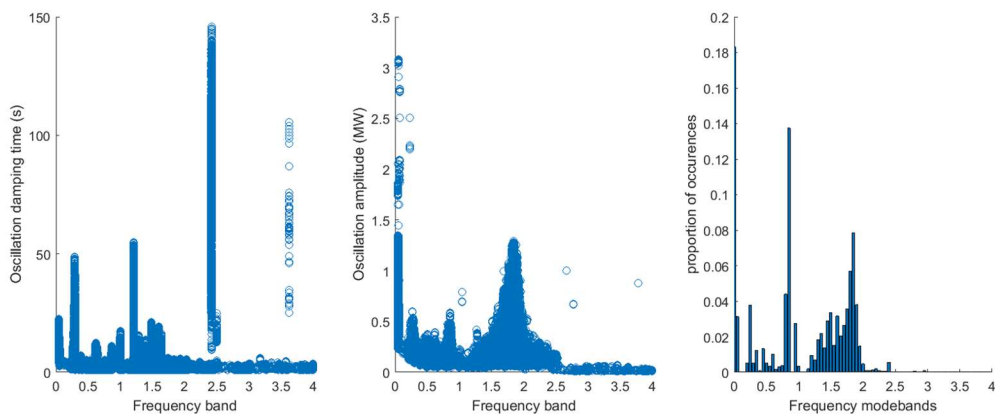 150
100
50
0
0 0.5 1 1.5 2 2.5 3 3.5 4
Oscillation damping time (s)
Frequency band
3.5
3
2.5
2
1.5
1
0.5
0
0 0.5 1 1.5 2 2.5 3 3.5 4
Oscillation amplitude (MW)
Frequency band
0.2
0.18
0.16
0.14
0.12
0.1
0.08
0.06
0.04
0.02
0
0 0.5 1 1.5 2 2.5 3 3.5 4
proportion of occurences
Frequency modebands